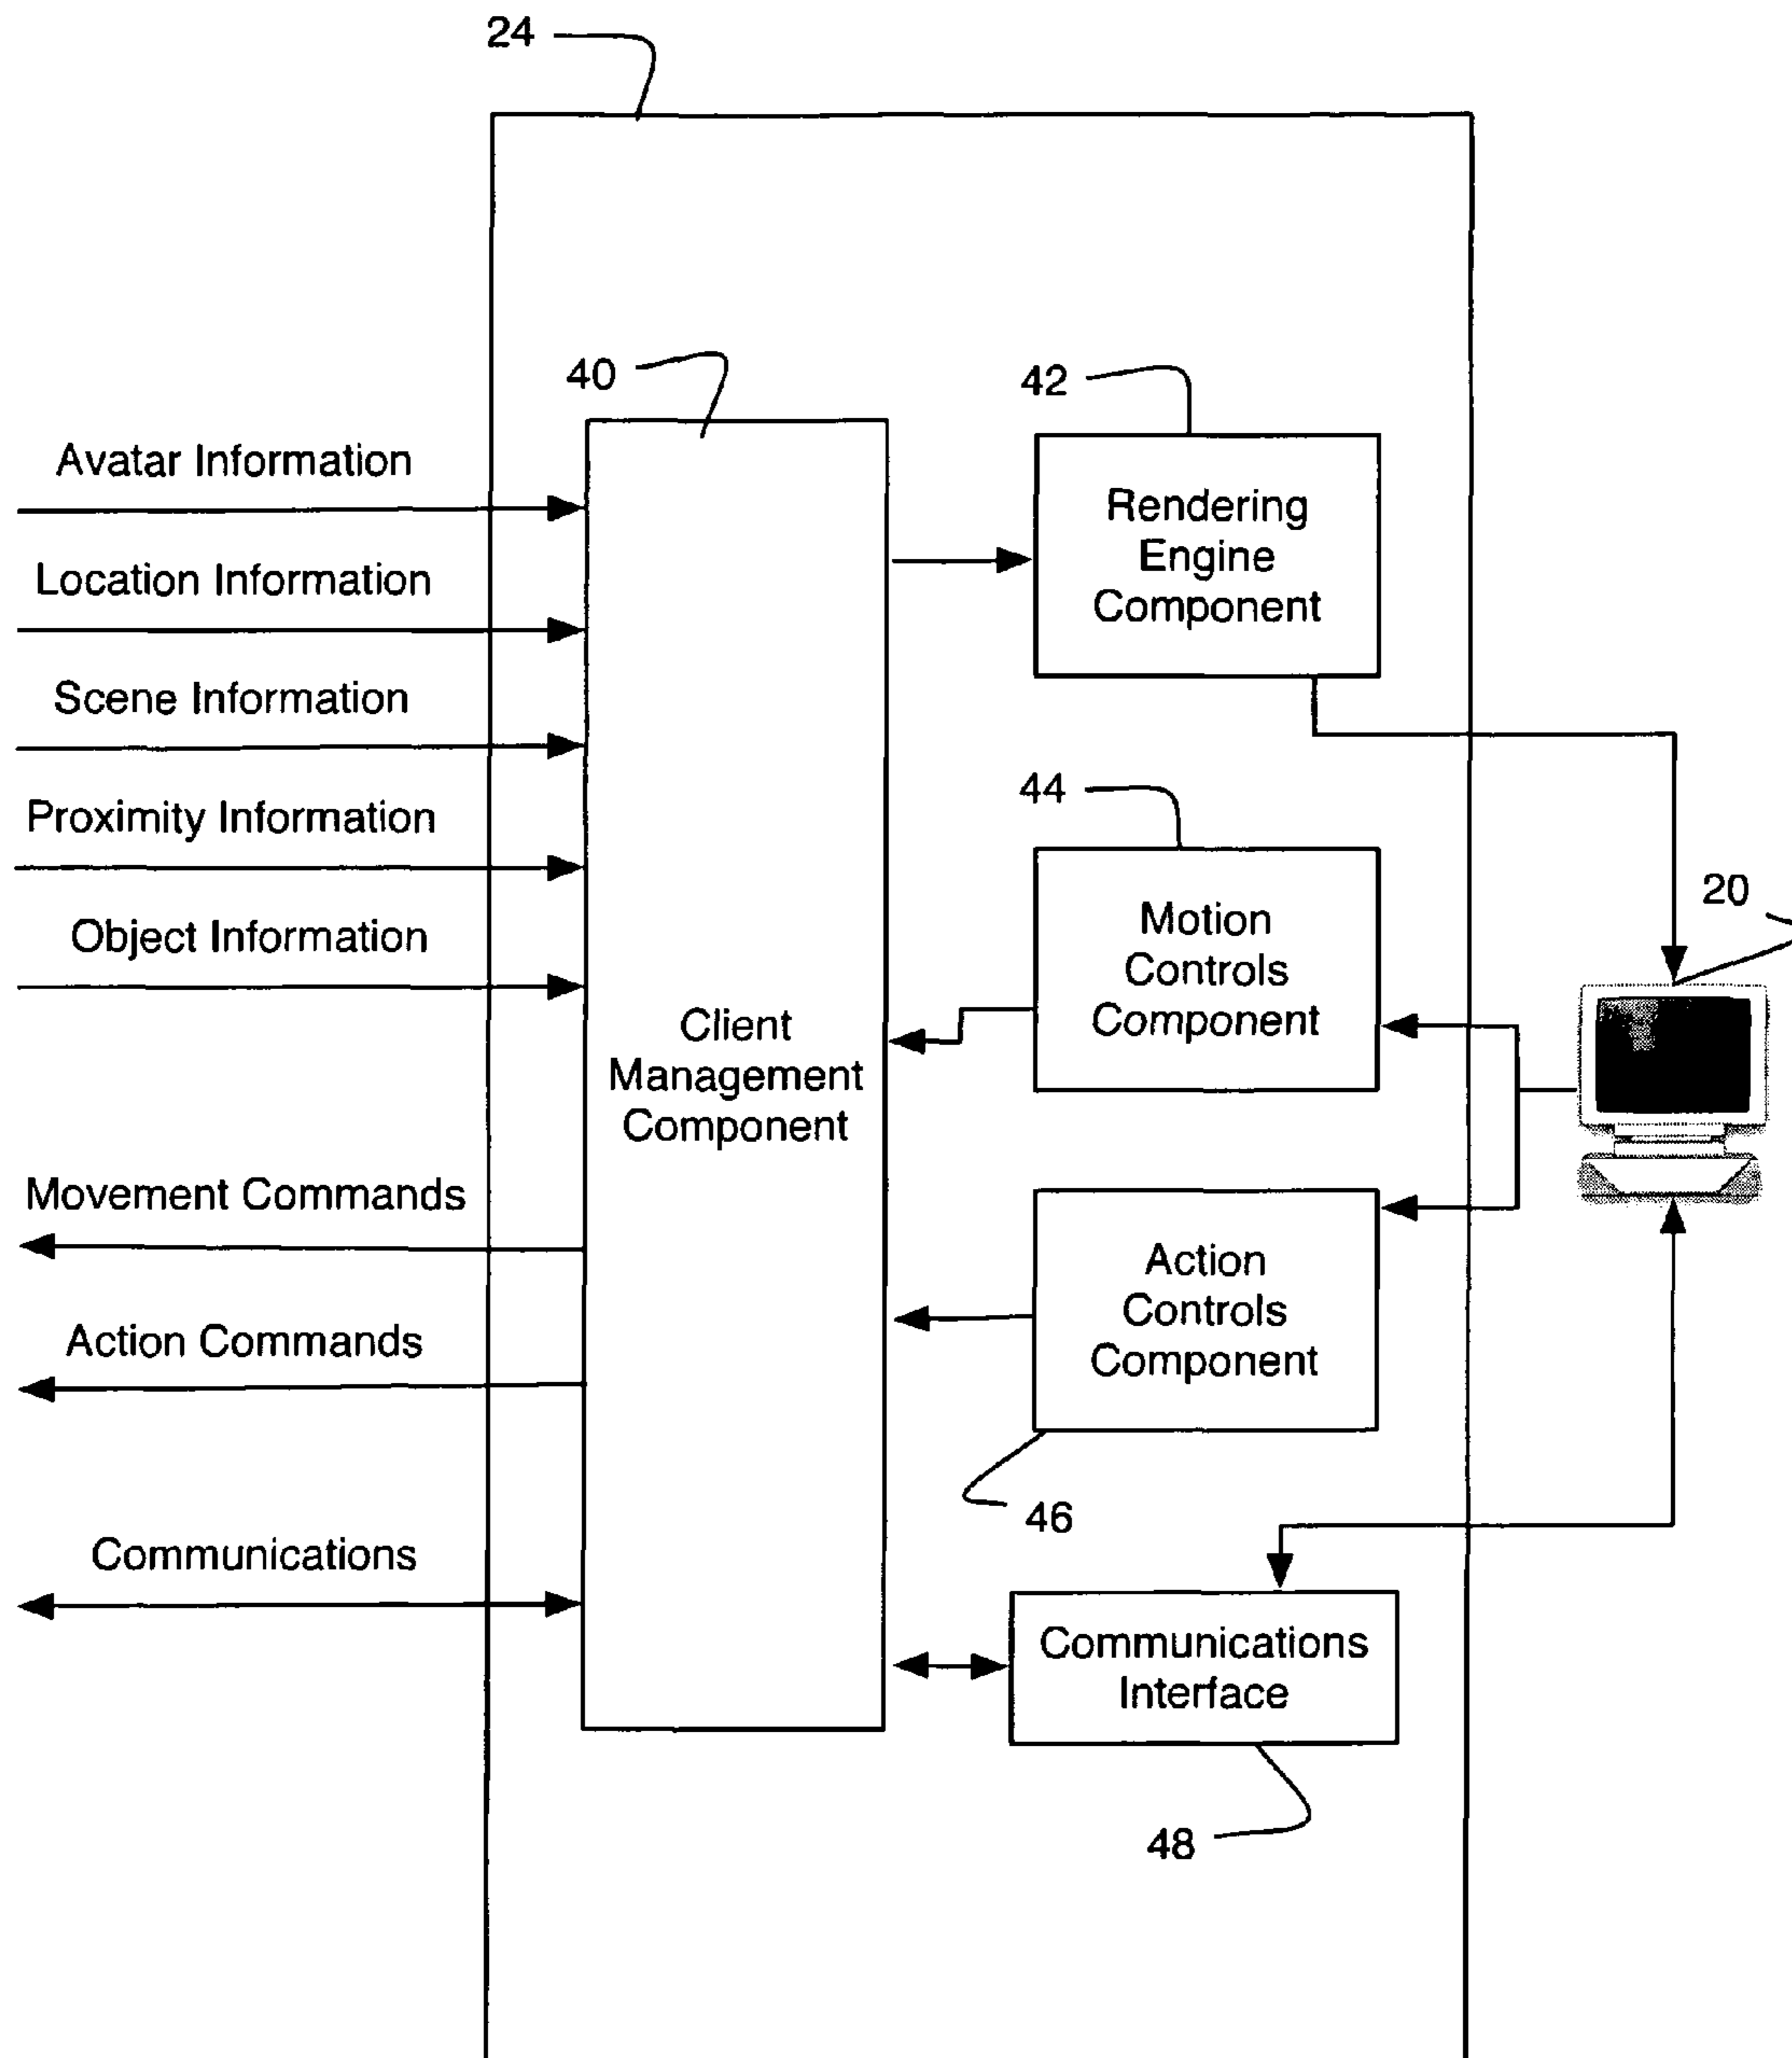 24
40
42
Avatar Information
Location Information
Scene Information
Proximity Information
Object Information
Rendering
Engine
Component
44
20
Motion
Controls
Component
Client
Management
Component
Movement Commands
Action Commands
Action
Controls
Component
46
Communications
Communications
Interface
48